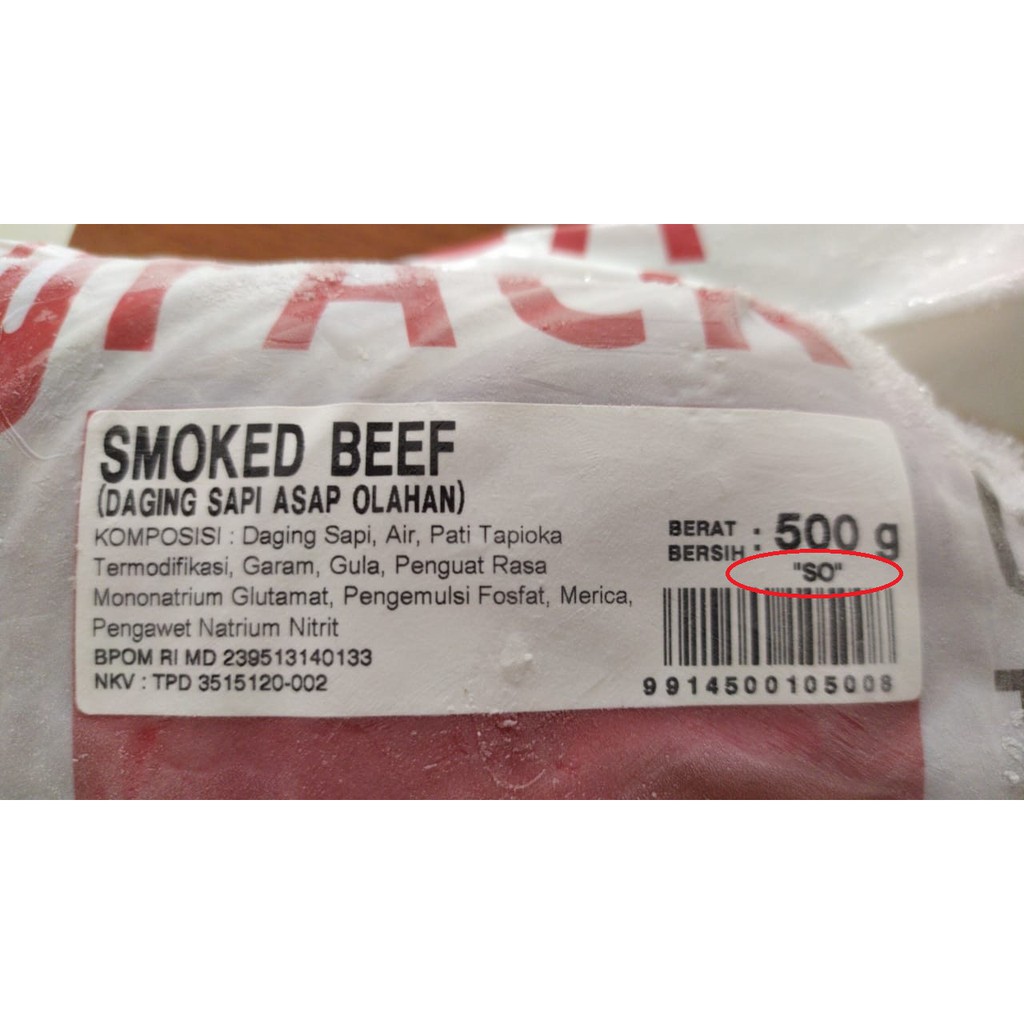 PACK
SMOKED BEEF
(DAGING SAPI ASAP OLAHAN)
KOMPOSISI : Daging Sapi, Air, Pati Tapioka
Termodifikasi, Garam, Gula, Penguat Rasa
Mononatrium Glutamat, Pengemulsi Fosfat, Merica,
Pengawet Natrium Nitrit
BPOM RI MD 239513140133
NKV : TPD 3515120-002
BERAT BERSIH : 500 g
"SO"
9914500105008